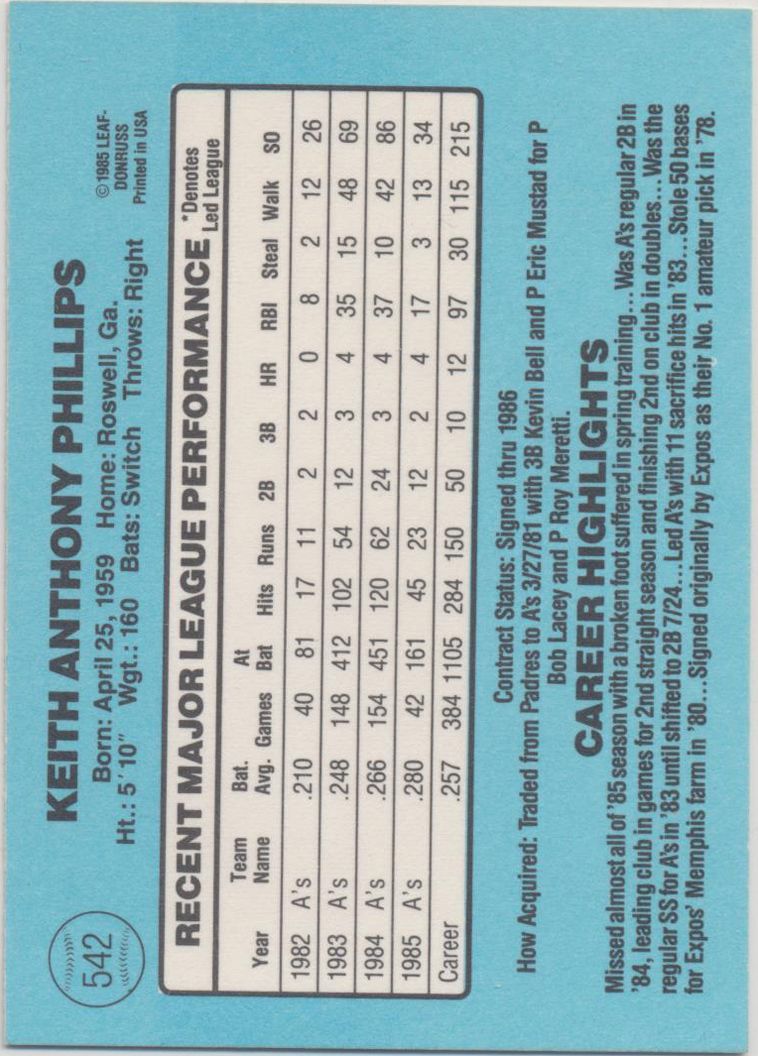 542
KEITH ANTHONY PHILLIPS
Born: April 25, 1959 Home: Roswell, Ga.
Ht.: 5'10" Wgt.: 160 Bats: Switch Throws: Right
© 1985 LEAF-
DONRUSS
Printed in USA
RECENT MAJOR LEAGUE PERFORMANCE
*Denotes
Led League
Year Team Name Bat. Avg. Games At Bat Hits Runs 2B 3B HR RBI Steal Walk SO
1982 A's .210 40 81 17 11 2 2 0 8 2 12 26
1983 A's .248 148 412 102 54 12 3 4 35 15 48 69
1984 A's .266 154 451 120 62 24 3 4 37 10 42 86
1985 A's .280 42 161 45 23 12 2 4 17 3 13 34
Career .257 384 1105 284 150 50 10 12 97 30 115 215
Contract Status: Signed thru 1986
How Acquired: Traded from Padres to A's 3/27/81 with 3B Kevin Bell and P Eric Mustad for P
Bob Lacey and P Roy Meretti.
CAREER HIGHLIGHTS
Missed almost all of '85 season with a broken foot suffered in spring training... Was A's regular 2B in
'84, leading club in games for 2nd straight season and finishing 2nd on club in doubles... Was the
regular SS for A's in '83 until shifted to 2B 7/24... Led A's with 11 sacrifice hits in '83... Stole 50 bases
for Expos' Memphis farm in '80... Signed originally by Expos as their No. 1 amateur pick in '78.